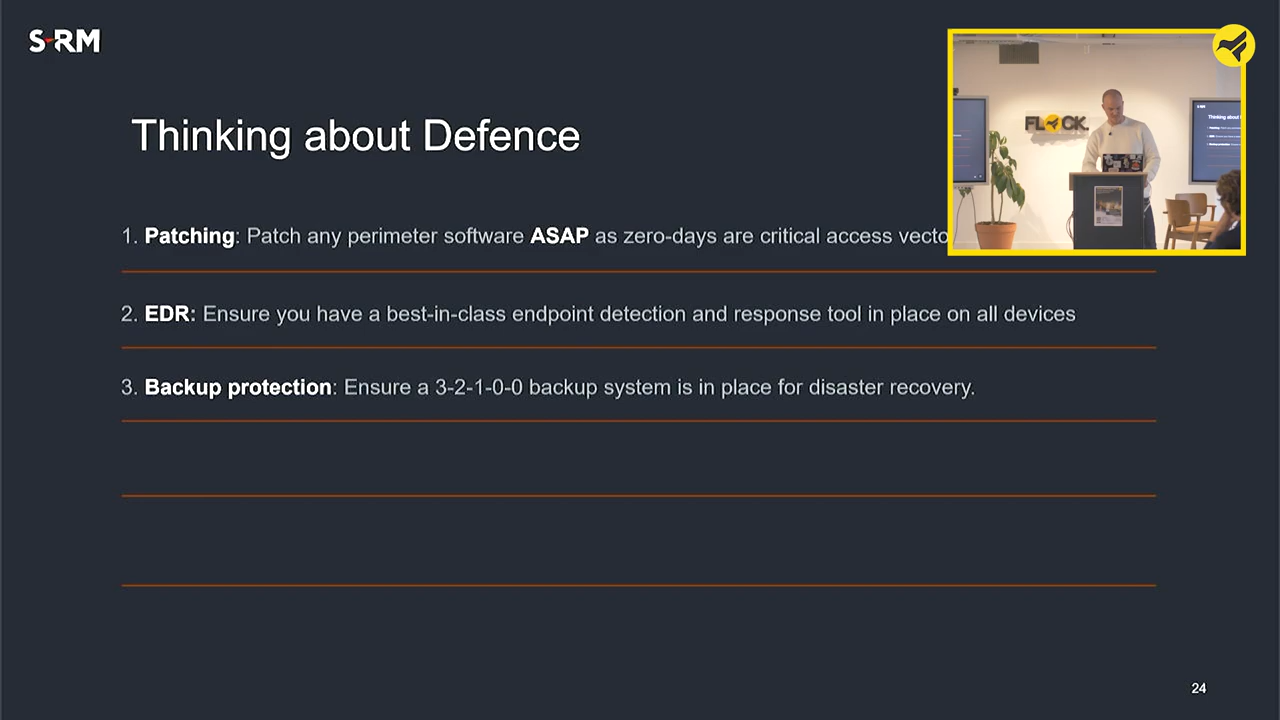 S-RM
Thinking about Defence
1. Patching: Patch any perimeter software ASAP as zero-days are critical access vecto
2. EDR: Ensure you have a best-in-class endpoint detection and response tool in place on all devices
3. Backup protection: Ensure a 3-2-1-0-0 backup system is in place for disaster recovery.
24
FLOCK.
Thinking about